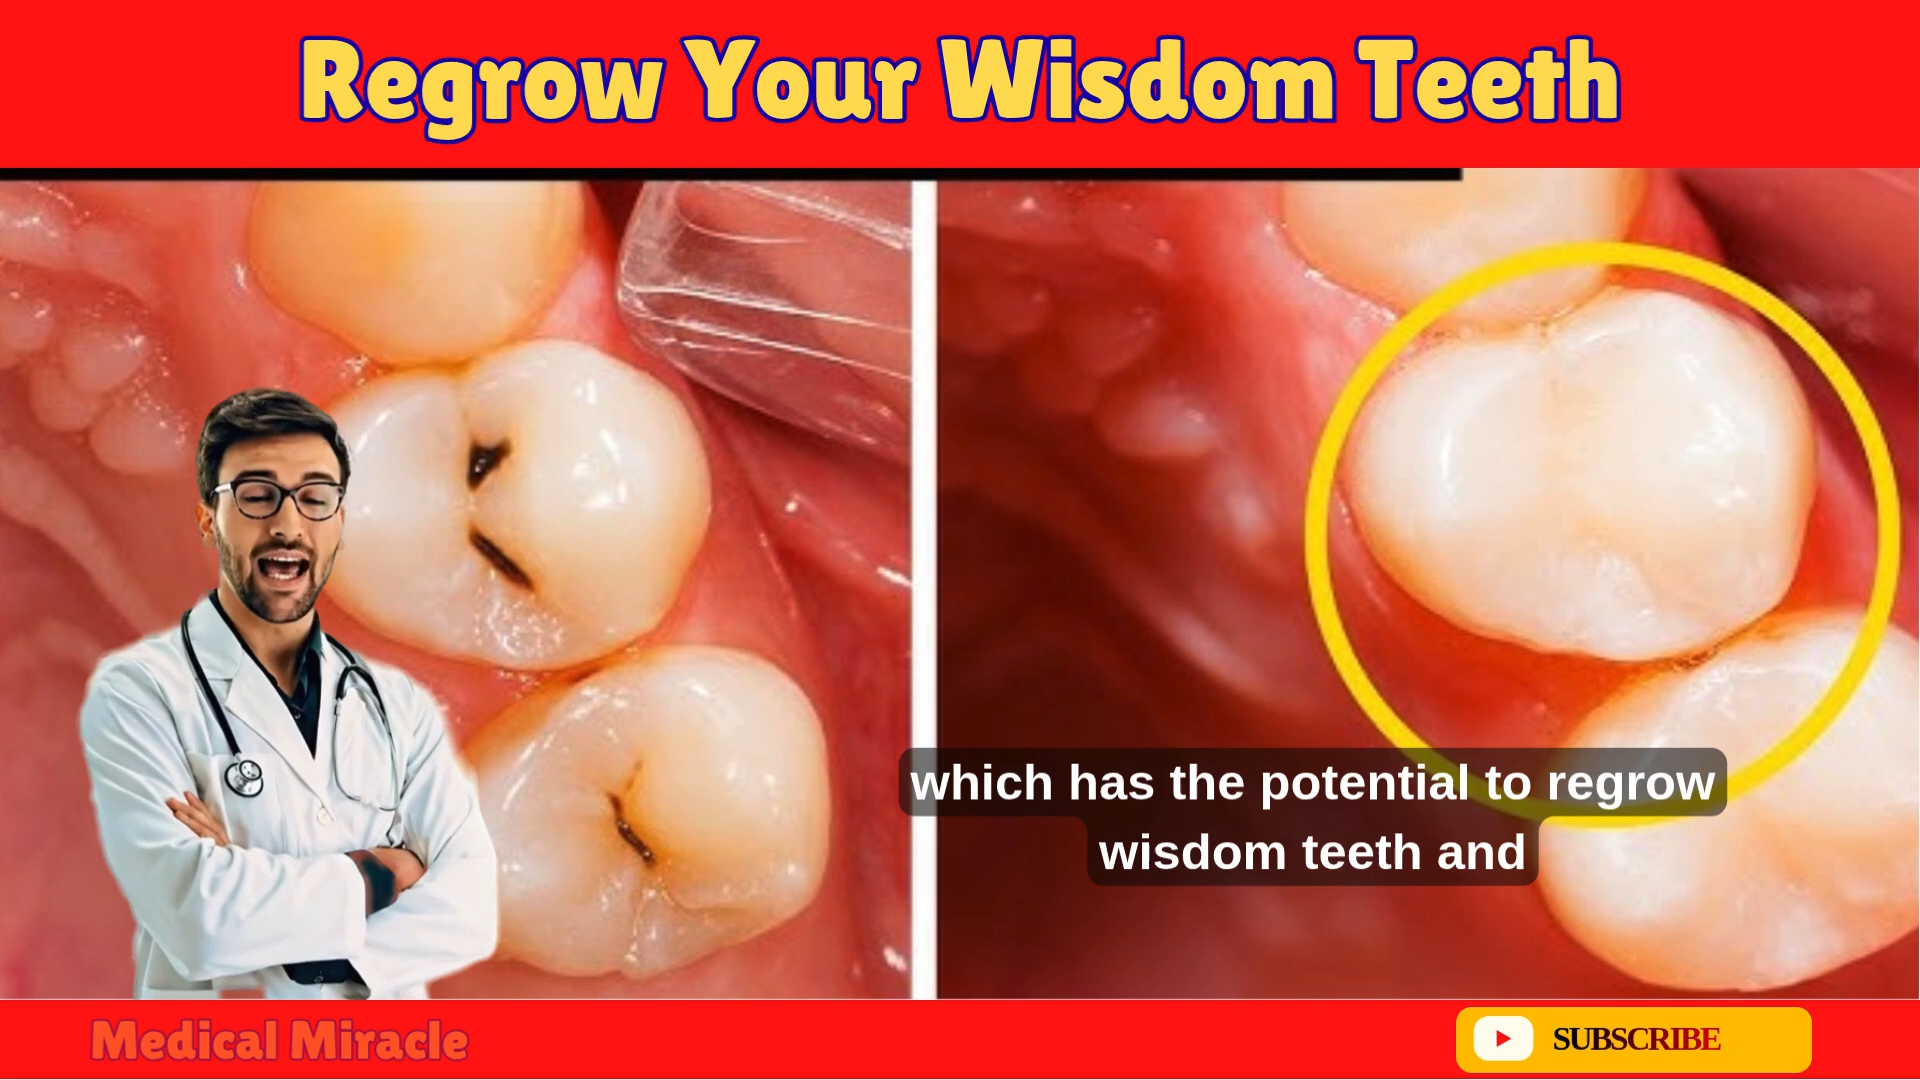 Regrow Your Wisdom Teeth
which has the potential to regrow
wisdom teeth and
Medical Miracle
SUBSCRIBE